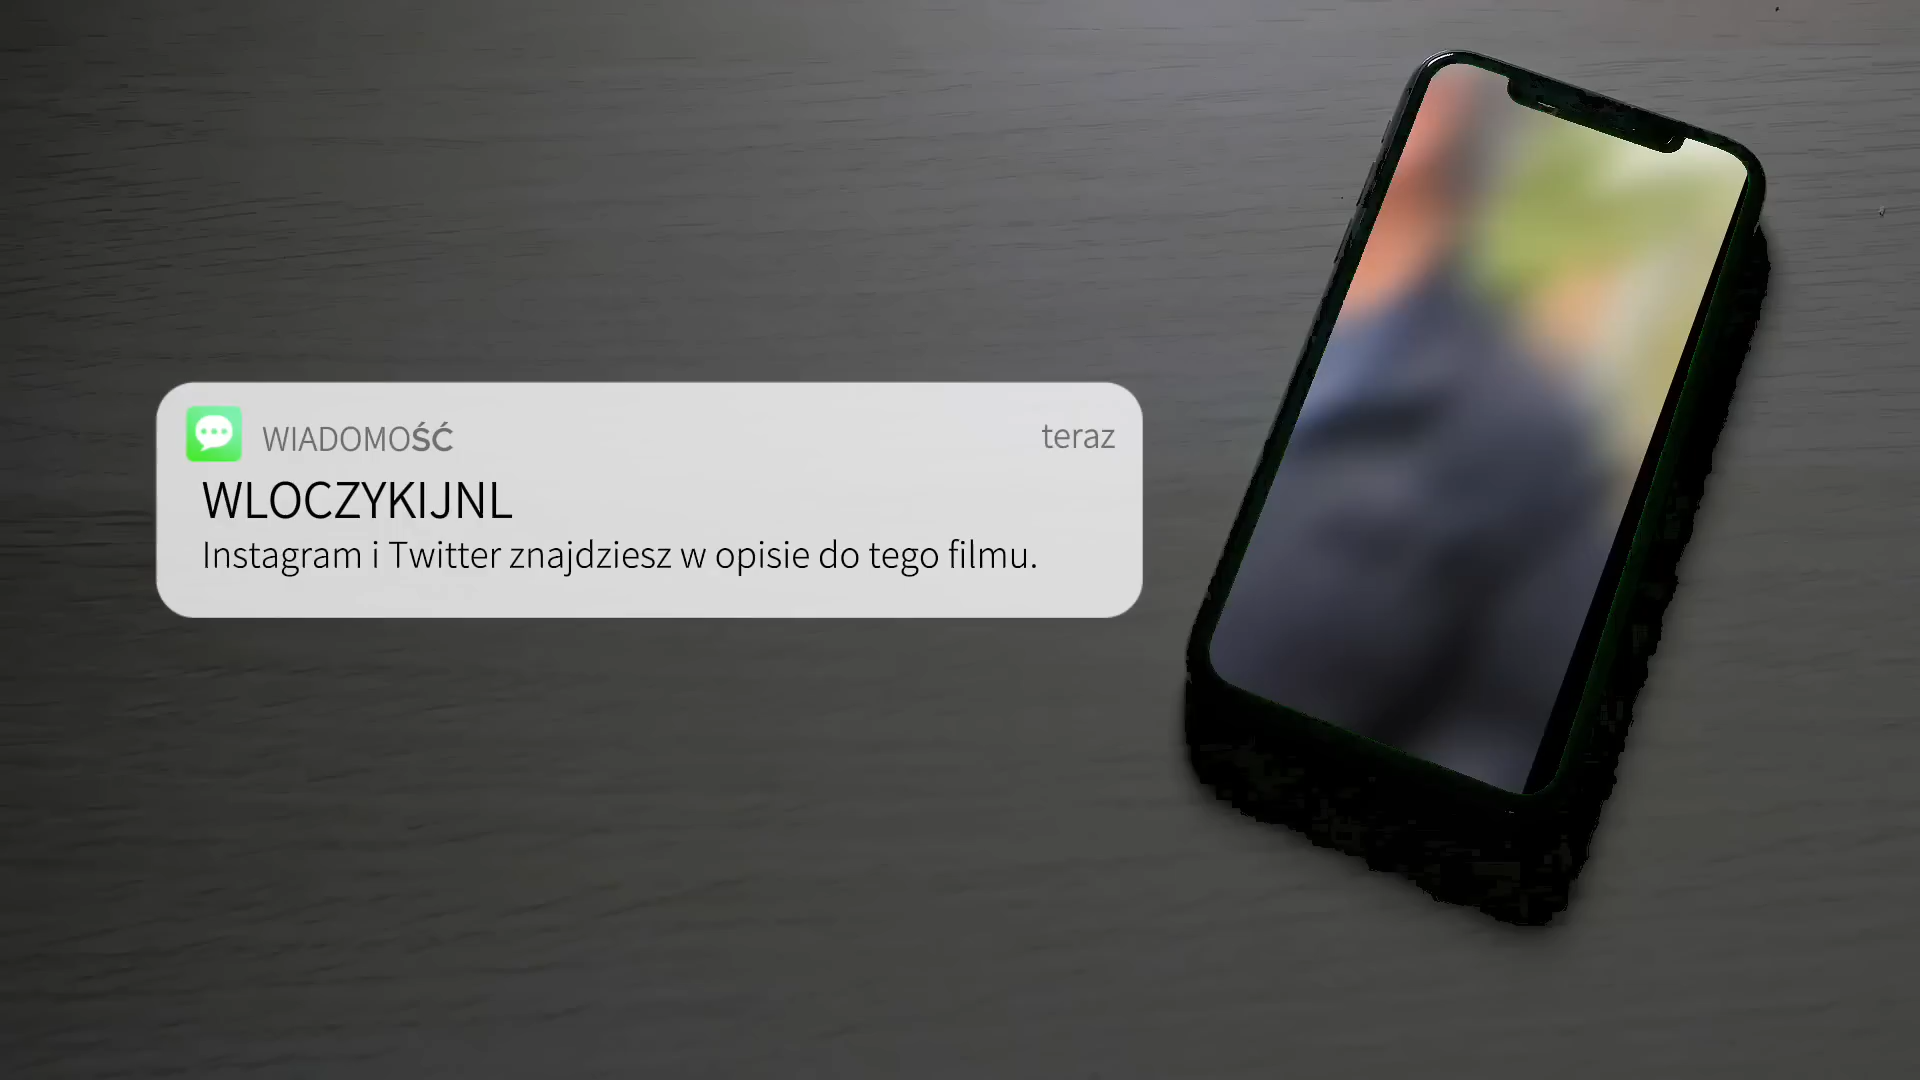 WIADOMOŚĆ teraz
WLOCZYKIJNL
Instagram i Twitter znajdziesz w opisie do tego filmu.